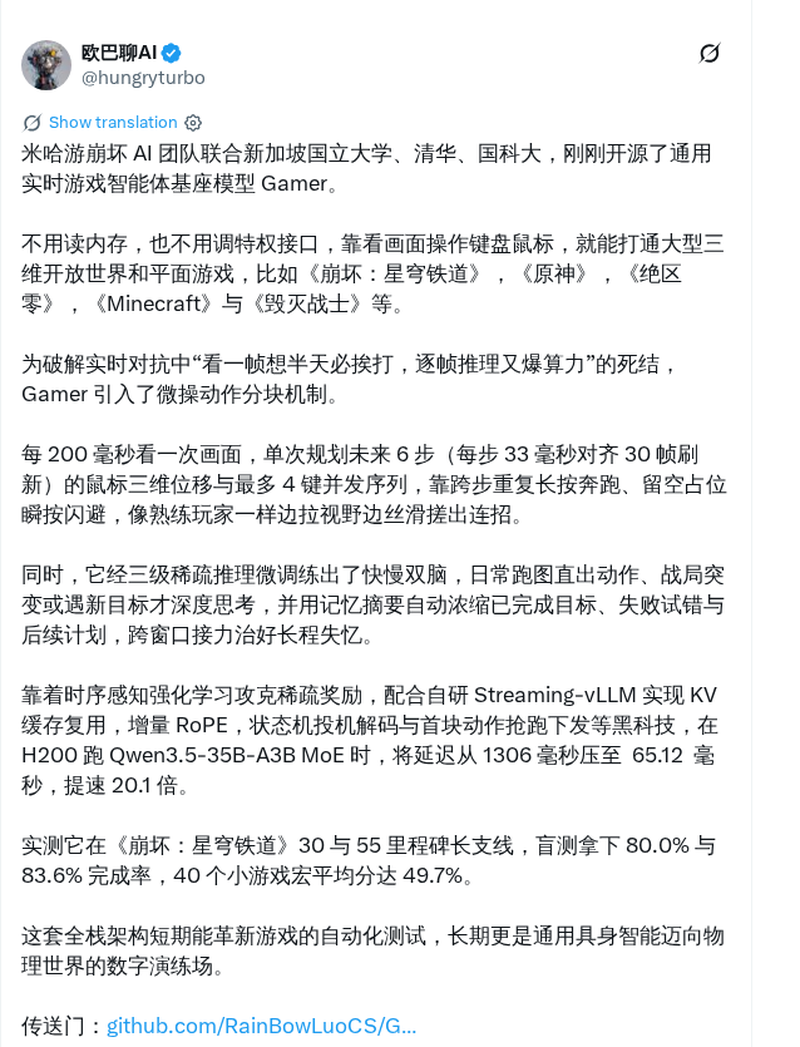 欧巴聊AI
@hungryturbo
Show translation
米哈游崩坏 AI 团队联合新加坡国立大学、清华、国科大，刚刚开源了通用
实时游戏智能体基座模型 Gamer。
不用读内存，也不用调特权接口，靠看画面操作键盘鼠标，就能打通大型三
维开放世界和平面游戏，比如《崩坏：星穹铁道》，《原神》，《绝区
零》，《Minecraft》与《毁灭战士》等。
为破解实时对抗中“看一帧想半天必挨打，逐帧推理又爆算力”的死结，
Gamer 引入了微操动作分块机制。
每 200 毫秒看一次画面，单次规划未来 6 步（每步 33 毫秒对齐 30 帧刷
新）的鼠标三维位移与最多 4 键并发序列，靠跨步重复长按奔跑、留空占位
瞬按闪避，像熟练玩家一样边拉视野边丝滑搓出连招。
同时，它经三级稀疏推理微调练出了快慢双脑，日常跑图直出动作、战局突
变或遇新目标才深度思考，并用记忆摘要自动浓缩已完成目标、失败试错与
后续计划，跨窗口接力治好长程失忆。
靠着时序感知强化学习攻克稀疏奖励，配合自研 Streaming-vLLM 实现 KV
缓存复用，增量 RoPE，状态机投机解码与首块动作抢跑下发等黑科技，在
H200 跑 Qwen3.5-35B-A3B MoE 时，将延迟从 1306 毫秒压至 65.12 毫
秒，提速 20.1 倍。
实测它在《崩坏：星穹铁道》30 与 55 里程碑长支线，盲测拿下 80.0% 与
83.6% 完成率，40 个小游戏宏平均分达 49.7%。
这套全栈架构短期能革新游戏的自动化测试，长期更是通用具身智能迈向物
理世界的数字演练场。
传送门：github.com/RainBowLuoCS/G...